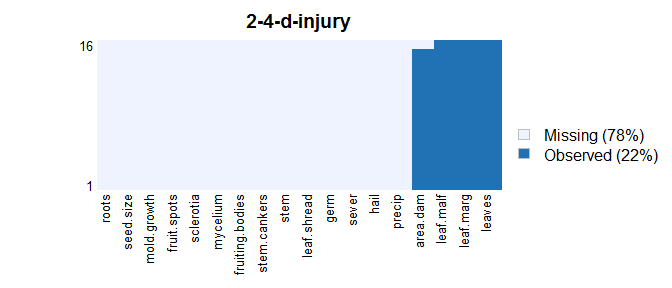 2-4-d-injury
16
1
Missing (78%)
Observed (22%)
roots
seed.size
mold.growth
fruit.spots
sclerotia
mycelium
fruiting.bodies
stem.cankers
stem
leaf.shread
germ
sever
hail
precip
area.dam
leaf.malf
leaf.marg
leaves